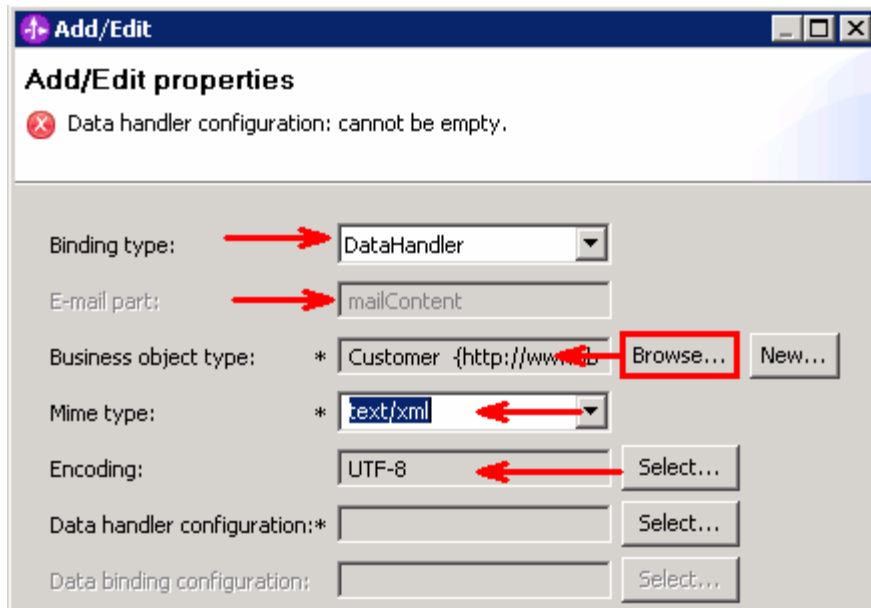 Add/Edit
Add/Edit properties
Data handler configuration: cannot be empty.
Binding type: DataHandler
E-mail part: mailContent
Business object type: * Customer {http://www Browse... New...
Mime type: * text/xml
Encoding: UTF-8 Select...
Data handler configuration:* Select...
Data binding configuration: Select...